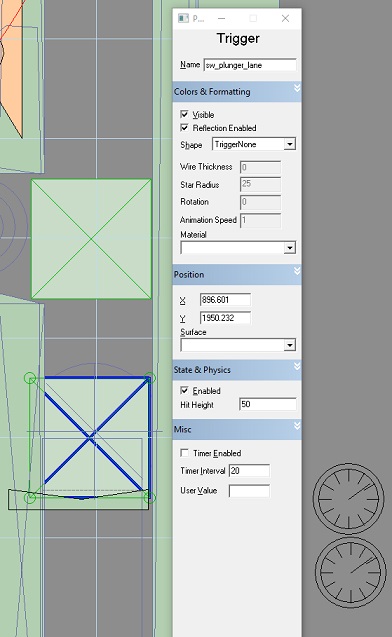 P...
Trigger
Name sw_plunger_lane
Colors & Formatting
Visible
Reflection Enabled
Shape TriggerNone
Wire Thickness 0
Star Radius 25
Rotation 0
Animation Speed 1
Material
Position
X 896.601
Y 1950.232
Surface
State & Physics
Enabled
Hit Height 50
Misc
Timer Enabled
Timer Interval 20
User Value